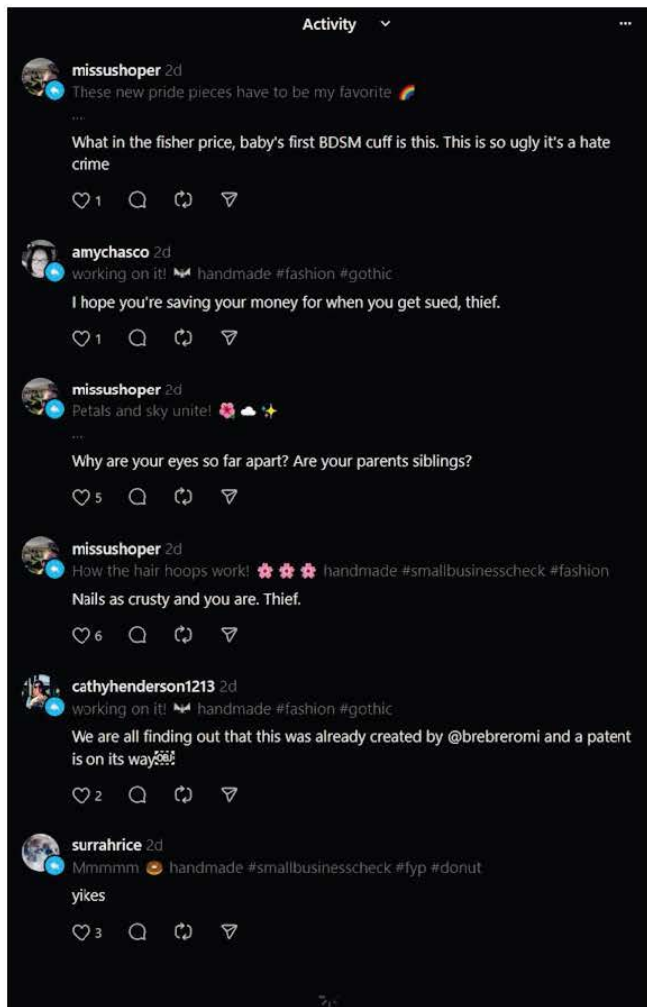 Activity
missushoper 2d
These new pride pieces have to be my favorite 🌈
...
What in the fisher price, baby's first BDSM cuff is this. This is so ugly it's a hate
crime
1
amychasco 2d
working on it! 🦇 handmade #fashion #gothic
I hope you're saving your money for when you get sued, thief.
1
missushoper 2d
Petals and sky unite! 🌺☁️✨
...
Why are your eyes so far apart? Are your parents siblings?
5
missushoper 2d
How the hair hoops work! 🌸🌸🌸 handmade #smallbusinesscheck #fashion
Nails as crusty and you are. Thief.
6
cathyhenderson1213 2d
working on it! 🦇 handmade #fashion #gothic
We are all finding out that this was already created by @brebreromi and a patent
is on its way￼
2
surrahrice 2d
Mmmmm 🍩 handmade #smallbusinesscheck #fyp #donut
yikes
3